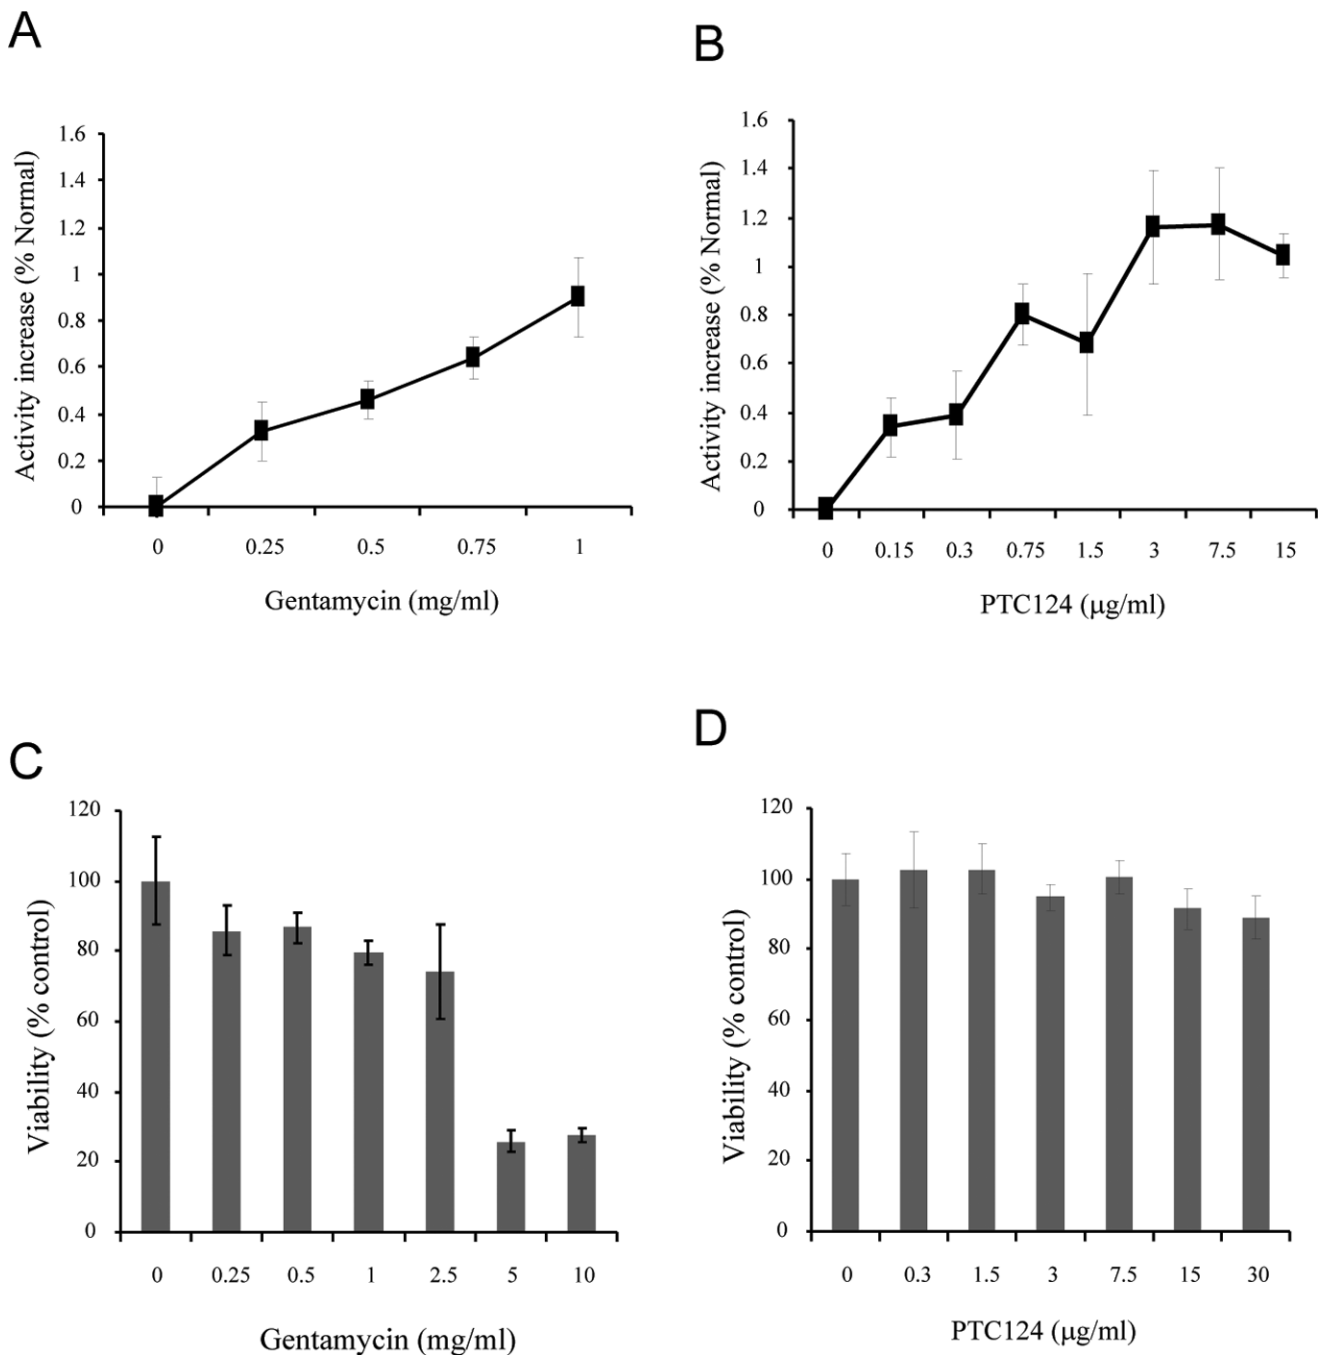 A
Activity increase (% Normal)
1.6
1.4
1.2
1
0.8
0.6
0.4
0.2
0
0 0.25 0.5 0.75 1
Gentamycin (mg/ml)
B
Activity increase (% Normal)
1.6
1.4
1.2
1
0.8
0.6
0.4
0.2
0
0 0.15 0.3 0.75 1.5 3 7.5 15
PTC124 (μg/ml)
C
Viability (% control)
120
100
80
60
40
20
0
0 0.25 0.5 1 2.5 5 10
Gentamycin (mg/ml)
D
Viability (% control)
120
100
80
60
40
20
0
0 0.3 1.5 3 7.5 15 30
PTC124 (μg/ml)